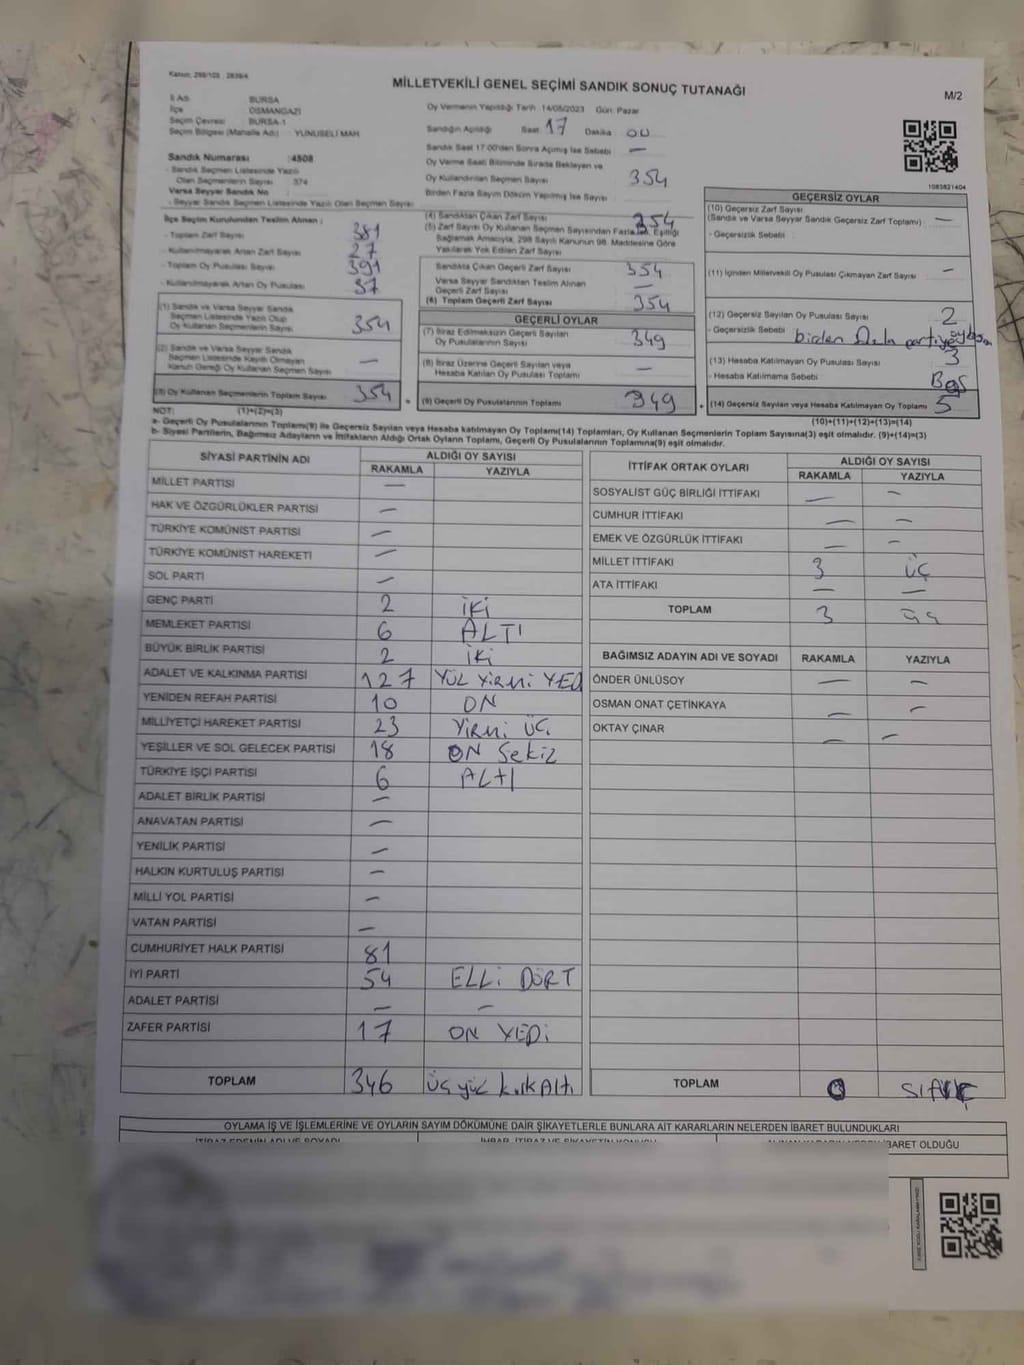 Kanun: 298/105 , 2839/4
MİLLETVEKİLİ GENEL SEÇİMİ SANDIK SONUÇ TUTANAĞI
M/2
İl Adı BURSA
İlçe OSMANGAZİ
Seçim Çevresi BURSA-1
Seçim Bölgesi (Mahalle Adı) YUNUSELİ MAH.
Sandık Numarası :4508
- Sandık Seçmen Listesinde Yazılı
Olan Seçmenlerin Sayısı 374
Varsa Seyyar Sandık No
- Seyyar Sandık Listesinde Yazılı Olan Seçmen Sayısı
İlçe Seçim Kurulundan Teslim Alınan ;
- Toplam Zarf Sayısı 381
- Kullanılmayarak Artan Zarf Sayısı 27
- Toplam Oy Pusulası Sayısı 391
- Kullanılmayarak Artan Oy Pusulası 37
(1) Sandık ve Varsa Seyyar Sandık
Seçmen Listesinde Yazılı Olup
Oy Kullanan Seçmenlerin Sayısı 354
(2) Sandık ve Varsa Seyyar Sandık
Seçmen Listesinde Kayıtlı Olmayan
Kanun Gereği Oy Kullanan Seçmen Sayısı —
(3) Oy Kullanan Seçmenlerin Toplam Sayısı 354
Oy Vermenin Yapıldığı Tarih :14/05/2023 Gün: Pazar
Sandığın Açıldığı Saat 17 Dakika 00
Sandık Saat 17:00'den Sonra Açılmış İse Sebebi —
Oy Verme Saati Bitiminde Sırada Bekleyen ve
Oy Kullandırılan Seçmen Sayısı 354
Birden Fazla Sayım Döküm Yapılmış İse Sayısı
(4) Sandıktan Çıkan Zarf Sayısı 354
(5) Zarf Sayısı Oy Kullanan Seçmen Sayısından Fazla İse, Eşitliği
Sağlamak Amacıyla, 298 Sayılı Kanunun 98. Maddesine Göre
Yakılarak Yok Edilen Zarf Sayısı
Sandıkta Çıkan Geçerli Zarf Sayısı 354
Varsa Seyyar Sandıktan Teslim Alınan
Geçerli Zarf Sayısı —
(6) Toplam Geçerli Zarf Sayısı 354
GEÇERLİ OYLAR
(7) İtiraz Edilmeksizin Geçerli Sayılan
Oy Pusulalarının Sayısı 349
(8) İtiraz Üzerine Geçerli Sayılan veya
Hesaba Katılan Oy Pusulası Toplamı —
(9) Geçerli Oy Pusulalarının Toplamı 349
1083821404
GEÇERSİZ OYLAR
(10) Geçersiz Zarf Sayısı —
(Sandık ve Varsa Seyyar Sandık Geçersiz Zarf Toplamı)
- Geçersizlik Sebebi
(11) İçinden Milletvekili Oy Pusulası Çıkmayan Zarf Sayısı —
(12) Geçersiz Sayılan Oy Pusulası Sayısı 2
- Geçersizlik Sebebi birden
(13) Hesaba Katılmayan Oy Pusulası Sayısı 3
- Hesaba Katılmama Sebebi Boş
(14) Geçersiz Sayılan veya Hesaba Katılmayan Oy Toplamı 5
NOT: (1)+(2)=(3) (10)+(11)+(12)+(13)=(14)
a- Geçerli Oy Pusulalarının Toplamı(9) ile Geçersiz Sayılan veya Hesaba Katılmayan Oy Toplamı(14) Toplamları, Oy Kullanan Seçmenlerin Toplam Sayısına(3) eşit olmalıdır. (9)+(14)=(3)
b- Siyasi Partilerin, Bağımsız Adayların ve İttifakların Aldığı Ortak Oyların Toplamı, Geçerli Oy Pusulalarının Toplamına(9) eşit olmalıdır.
SİYASİ PARTİNİN ADI ALDIĞI OY SAYISI
RAKAMLA YAZIYLA
MİLLET PARTİSİ —
HAK VE ÖZGÜRLÜKLER PARTİSİ —
TÜRKİYE KOMÜNİST PARTİSİ —
TÜRKİYE KOMÜNİST HAREKETİ —
SOL PARTİ —
GENÇ PARTİ 2 İKİ
MEMLEKET PARTİSİ 6 ALTI
BÜYÜK BİRLİK PARTİSİ 2 İKİ
ADALET VE KALKINMA PARTİSİ 127 YÜZ YİRMİ YEDİ
YENİDEN REFAH PARTİSİ 10 ON
MİLLİYETÇİ HAREKET PARTİSİ 23 YİRMİ ÜÇ
YEŞİLLER VE SOL GELECEK PARTİSİ 18 ON Sekiz
TÜRKİYE İŞÇİ PARTİSİ 6 ALTI
ADALET BİRLİK PARTİSİ —
ANAVATAN PARTİSİ —
YENİLİK PARTİSİ —
HALKIN KURTULUŞ PARTİSİ —
MİLLİ YOL PARTİSİ —
VATAN PARTİSİ —
CUMHURİYET HALK PARTİSİ 81
İYİ PARTİ 54 ELLİ DÖRT
ADALET PARTİSİ — —
ZAFER PARTİSİ 17 ON YEDİ
TOPLAM 346 üç yüz kırk Altı
İTTİFAK ORTAK OYLARI ALDIĞI OY SAYISI
RAKAMLA YAZIYLA
SOSYALİST GÜÇ BİRLİĞİ İTTİFAKI — —
CUMHUR İTTİFAKI — —
EMEK VE ÖZGÜRLÜK İTTİFAKI — —
MİLLET İTTİFAKI 3 ÜÇ
ATA İTTİFAKI — —
TOPLAM 3 üç
BAĞIMSIZ ADAYIN ADI VE SOYADI RAKAMLA YAZIYLA
ÖNDER ÜNLÜSOY — —
OSMAN ONAT ÇETİNKAYA — —
OKTAY ÇINAR — —
TOPLAM 0
OYLAMA İŞ VE İŞLEMLERİNE VE OYLARIN SAYIM DÖKÜMÜNE DAİR ŞİKAYETLERLE BUNLARA AİT KARARLARIN NELERDEN İBARET BULUNDUKLARI
İTİRAZ EDENİN ADI VE SOYADI İHBAR, İTİRAZ VE ŞİKAYETİN KONUSU ALINAN KARARIN NEDEN İBARET OLDUĞU